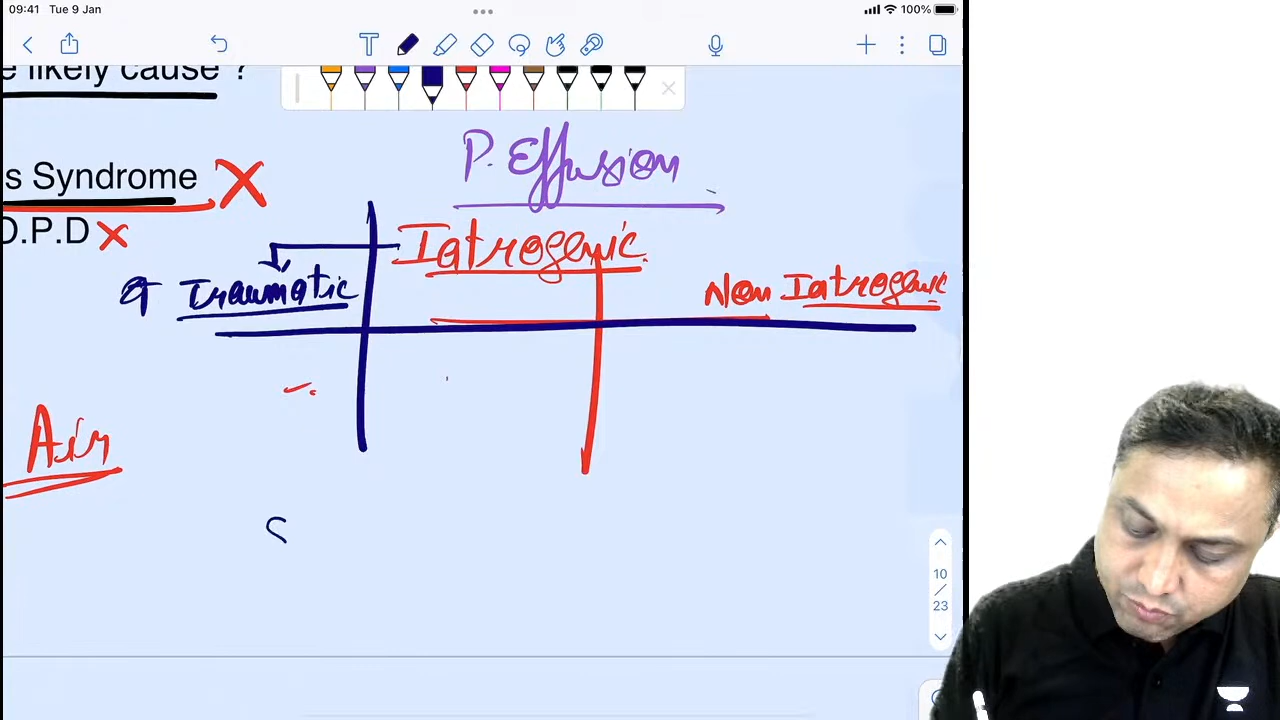 09:41 Tue 9 Jan
100%
e likely cause ?
P. Effusion
s Syndrome X
O.P.D X
Iatrogenic
Traumatic
Non Iatrogenic
Air
S
10
/
23